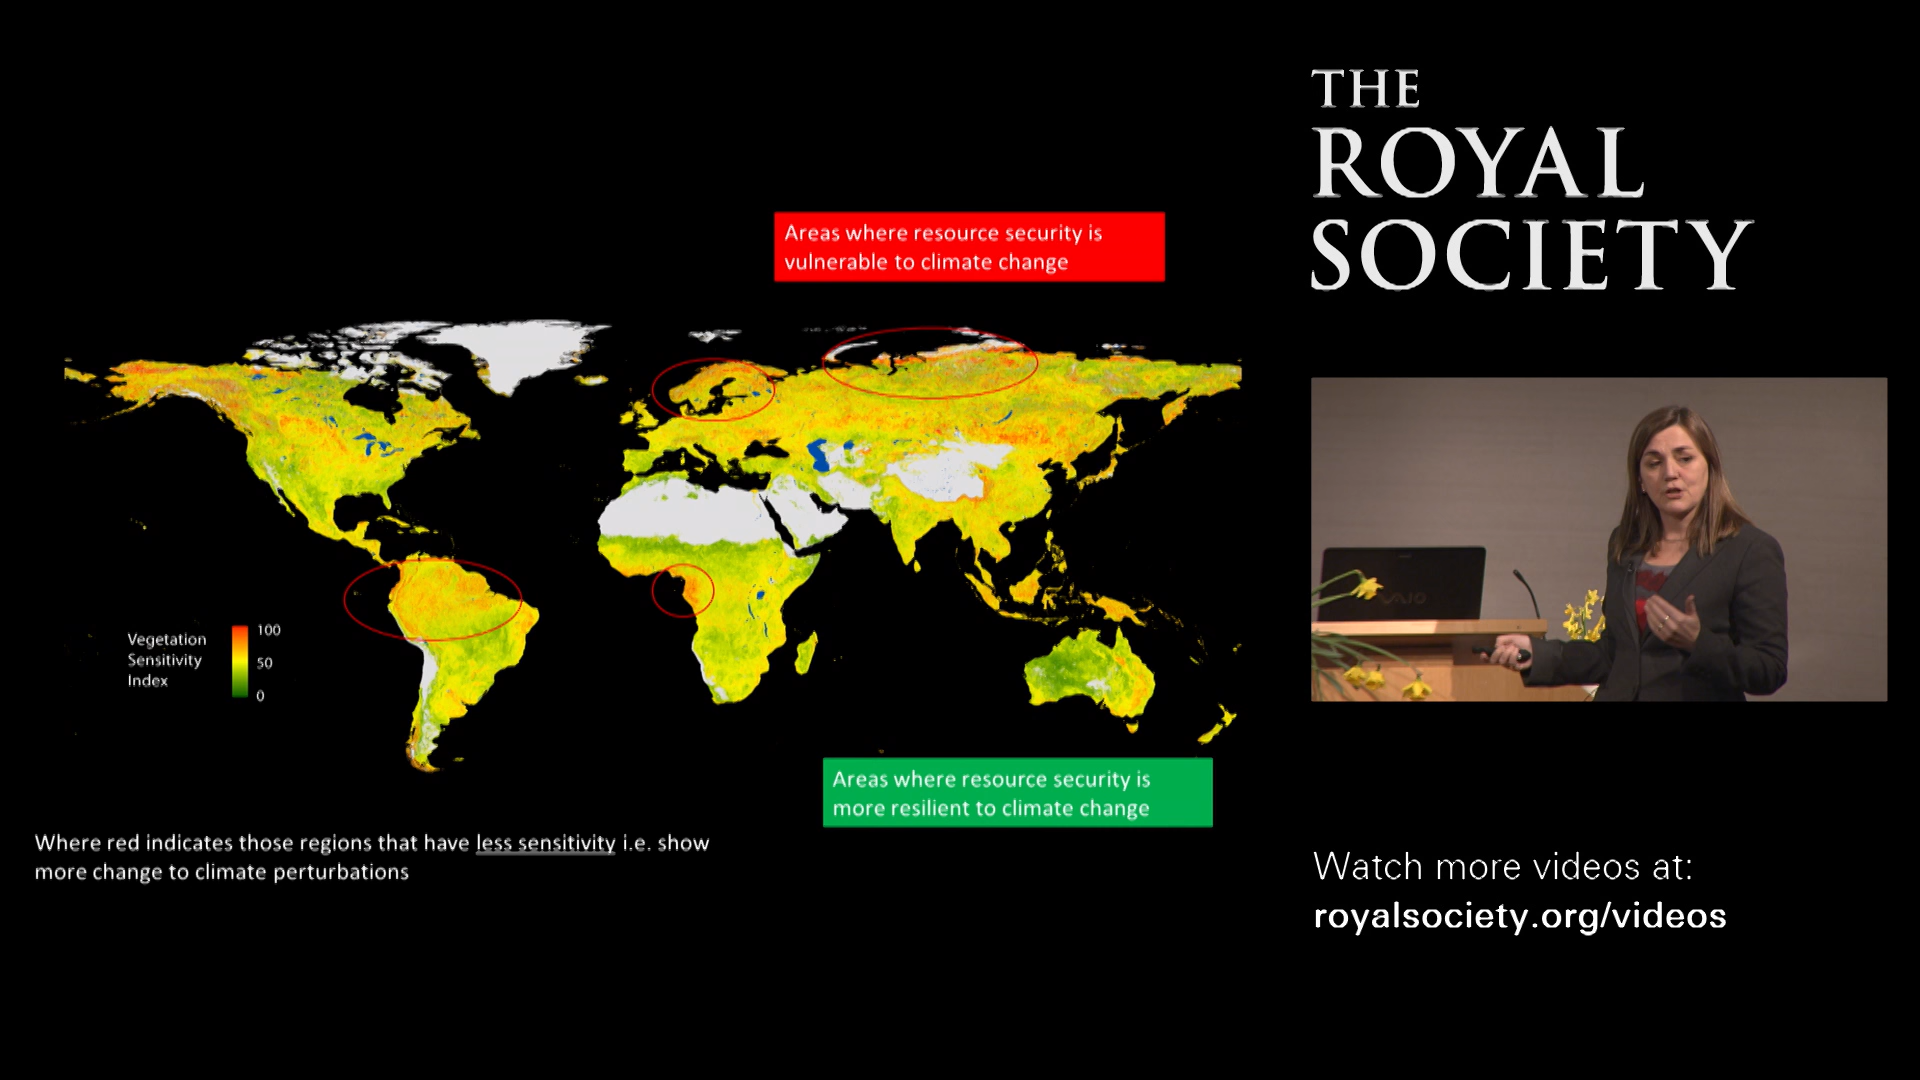 THE
ROYAL
SOCIETY
Areas where resource security is
vulnerable to climate change
Vegetation
Sensitivity
Index
100
50
0
Areas where resource security is
more resilient to climate change
Where red indicates those regions that have less sensitivity i.e. show
more change to climate perturbations
VAIO
Watch more videos at:
royalsociety.org/videos